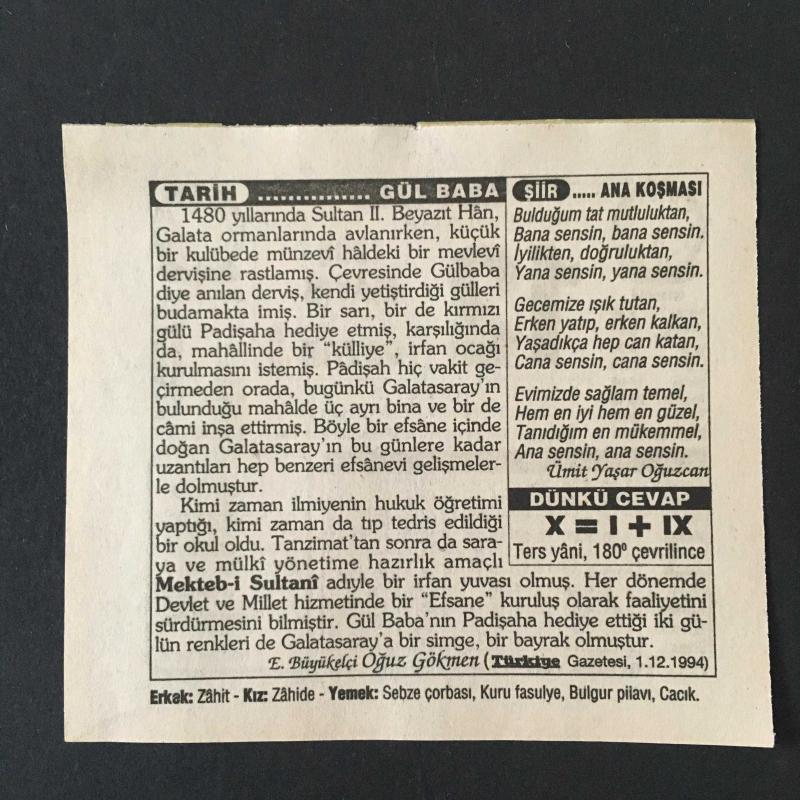 TARİH ................ GÜL BABA
1480 yıllarında Sultan II. Beyazıt Hân,
Galata ormanlarında avlanırken, küçük
bir kulübede münzevî hâldeki bir mevlevî
dervişine rastlamış. Çevresinde Gülbaba
diye anılan derviş, kendi yetiştirdiği gülleri
budamakta imiş. Bir sarı, bir de kırmızı
gülü Padişaha hediye etmiş, karşılığında
da, mahâllinde bir “külliye”, irfan ocağı
kurulmasını istemiş. Pâdişah hiç vakit ge-
çirmeden orada, bugünkü Galatasaray'ın
bulunduğu mahâlde üç ayrı bina ve bir de
câmi inşa ettirmiş. Böyle bir efsâne içinde
doğan Galatasaray'ın bu günlere kadar
uzantıları hep benzeri efsânevi gelişmeler-
le dolmuştur.
Kimi zaman ilmiyenin hukuk öğretimi
yaptığı, kimi zaman da tıp tedris edildiği
bir okul oldu. Tanzimat'tan sonra da sara-
ya ve mülkî yönetime hazırlık amaçlı
Mekteb-i Sultanî adıyle bir irfan yuvası olmuş. Her dönemde
Devlet ve Millet hizmetinde bir “Efsane” kuruluş olarak faaliyetini
sürdürmesini bilmiştir. Gül Baba'nın Padişaha hediye ettiği iki gü-
lün renkleri de Galatasaray'a bir simge, bir bayrak olmuştur.
E. Büyükelçi Oğuz Gökmen (Türkiye Gazetesi, 1.12.1994)
ŞİİR ..... ANA KOŞMASI
Bulduğum tat mutluluktan,
Bana sensin, bana sensin.
İyilikten, doğruluktan,
Yana sensin, yana sensin.
Gecemize ışık tutan,
Erken yatıp, erken kalkan,
Yaşadıkça hep can katan,
Cana sensin, cana sensin.
Evimizde sağlam temel,
Hem en iyi hem en güzel,
Tanıdığım en mükemmel,
Ana sensin, ana sensin.
Ümit Yaşar Oğuzcan
DÜNKÜ CEVAP
X = I + IX
Ters yâni, 180⁰ çevrilince
Erkek: Zâhit - Kız: Zâhide - Yemek: Sebze çorbası, Kuru fasulye, Bulgur pilavı, Cacık.